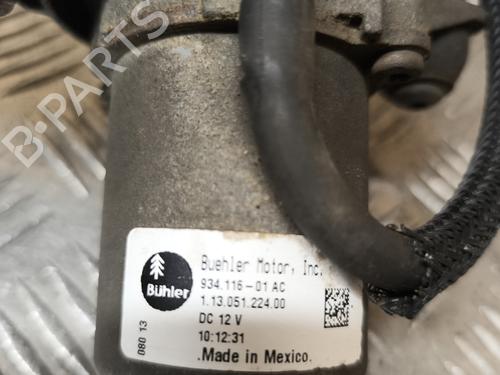 Buehler Motor, Inc.
934.116-01 AC
1.13.051.224.00
DC 12 V
10:12:31
.Made in Mexico.
Bühler
080 13
B-PARTS